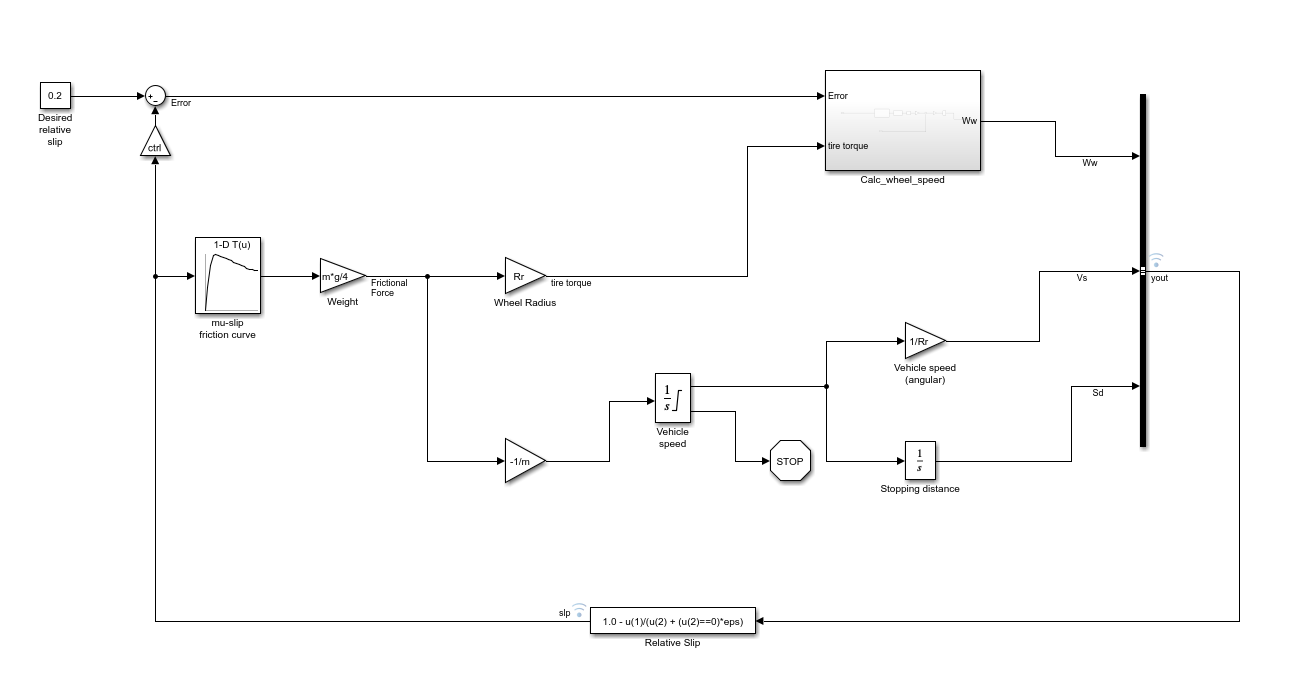 0.2
Desired
relative
slip
+
−
Error
ctrl
Error
tire torque
Ww
Calc_wheel_speed
Ww
1-D T(u)
mu-slip
friction curve
m*g/4
Weight
Frictional
Force
Rr
Wheel Radius
tire torque
Vs
yout
1/Rr
Vehicle speed
(angular)
1
s
Vehicle
speed
-1/m
STOP
1
s
Stopping distance
Sd
slp
1.0 - u(1)/(u(2) + (u(2)==0)*eps)
Relative Slip